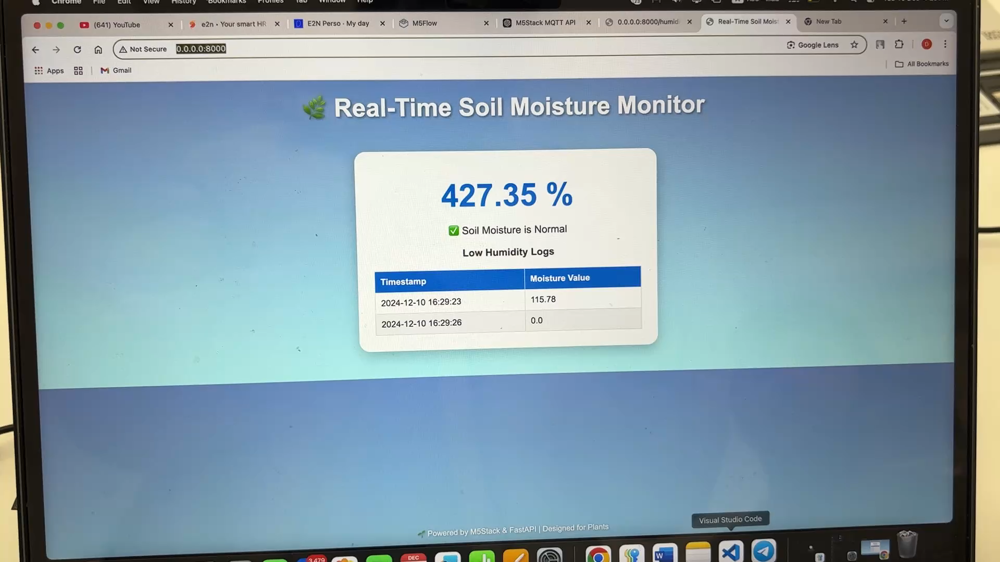 Chrome File Edit View History Bookmarks Profiles Tab Window Help
(641) YouTube
e2n · Your smart HR
E2N Perso · My day
M5Flow
M5Stack MQTT API
0.0.0.0:8000/humidi
Real-Time Soil Mois
New Tab
Not Secure 0.0.0.0:8000
Google Lens
D
Apps
Gmail
All Bookmarks
Real-Time Soil Moisture Monitor
427.35 %
Soil Moisture is Normal
Low Humidity Logs
Timestamp Moisture Value
2024-12-10 16:29:23 115.78
2024-12-10 16:29:26 0.0
Powered by M5Stack & FastAPI | Designed for Plants
Visual Studio Code
3,479
DEC
W